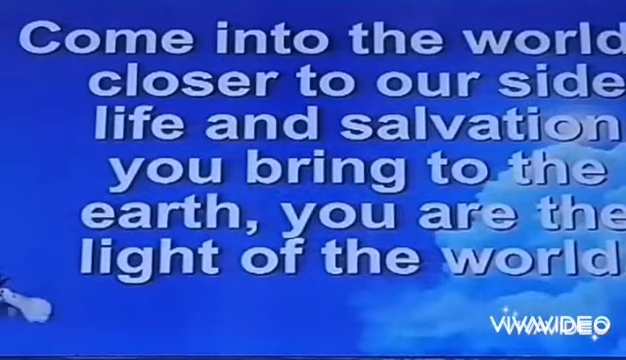 Come into the world
closer to our side
life and salvation
you bring to the
earth, you are the
light of the world
VIVAVIDEO